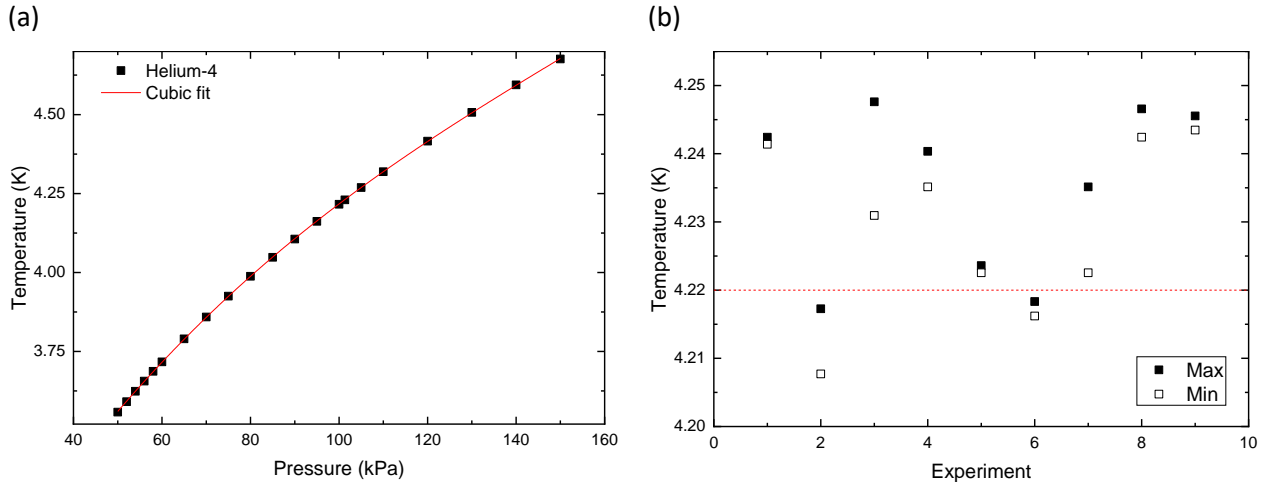 (a)
Helium-4
Cubic fit
4.50
4.25
4.00
3.75
Temperature (K)
40 60 80 100 120 140 160
Pressure (kPa)
(b)
4.25
4.24
4.23
4.22
4.21
4.20
Temperature (K)
Max
Min
0 2 4 6 8 10
Experiment